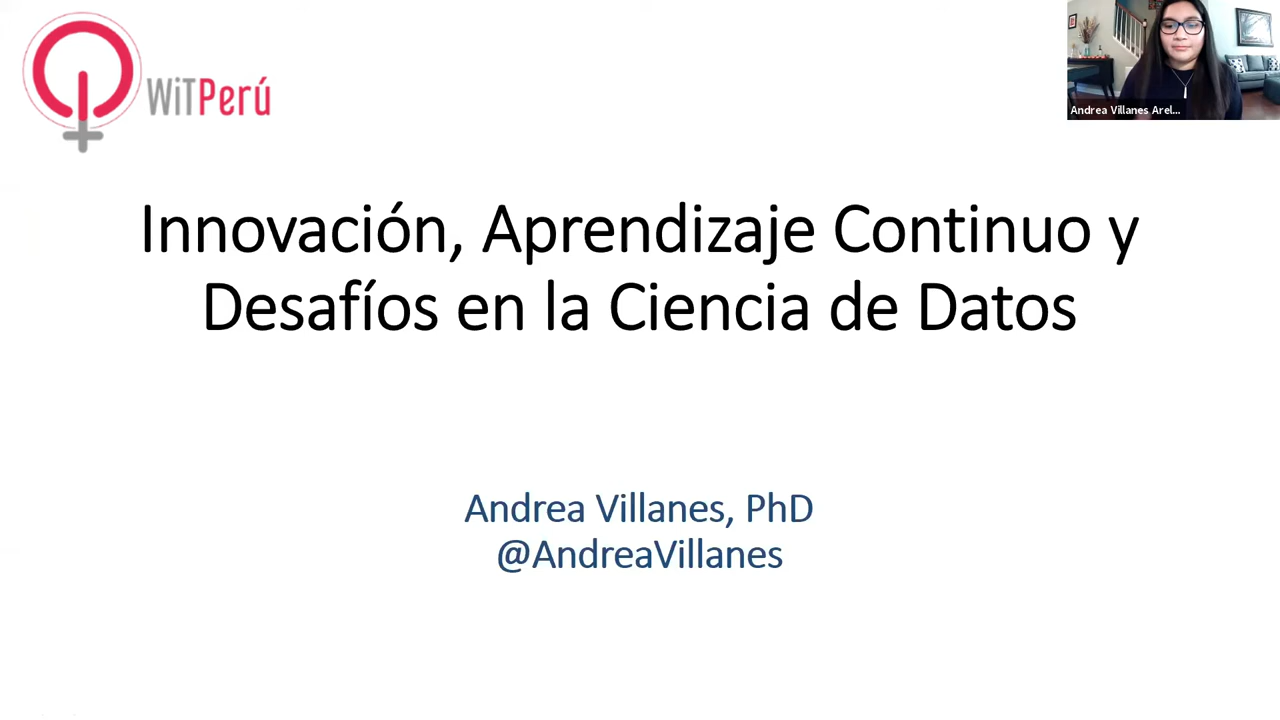 WiTPerú
Andrea Villanes Arel...
Innovación, Aprendizaje Continuo y
Desafíos en la Ciencia de Datos
Andrea Villanes, PhD
@AndreaVillanes